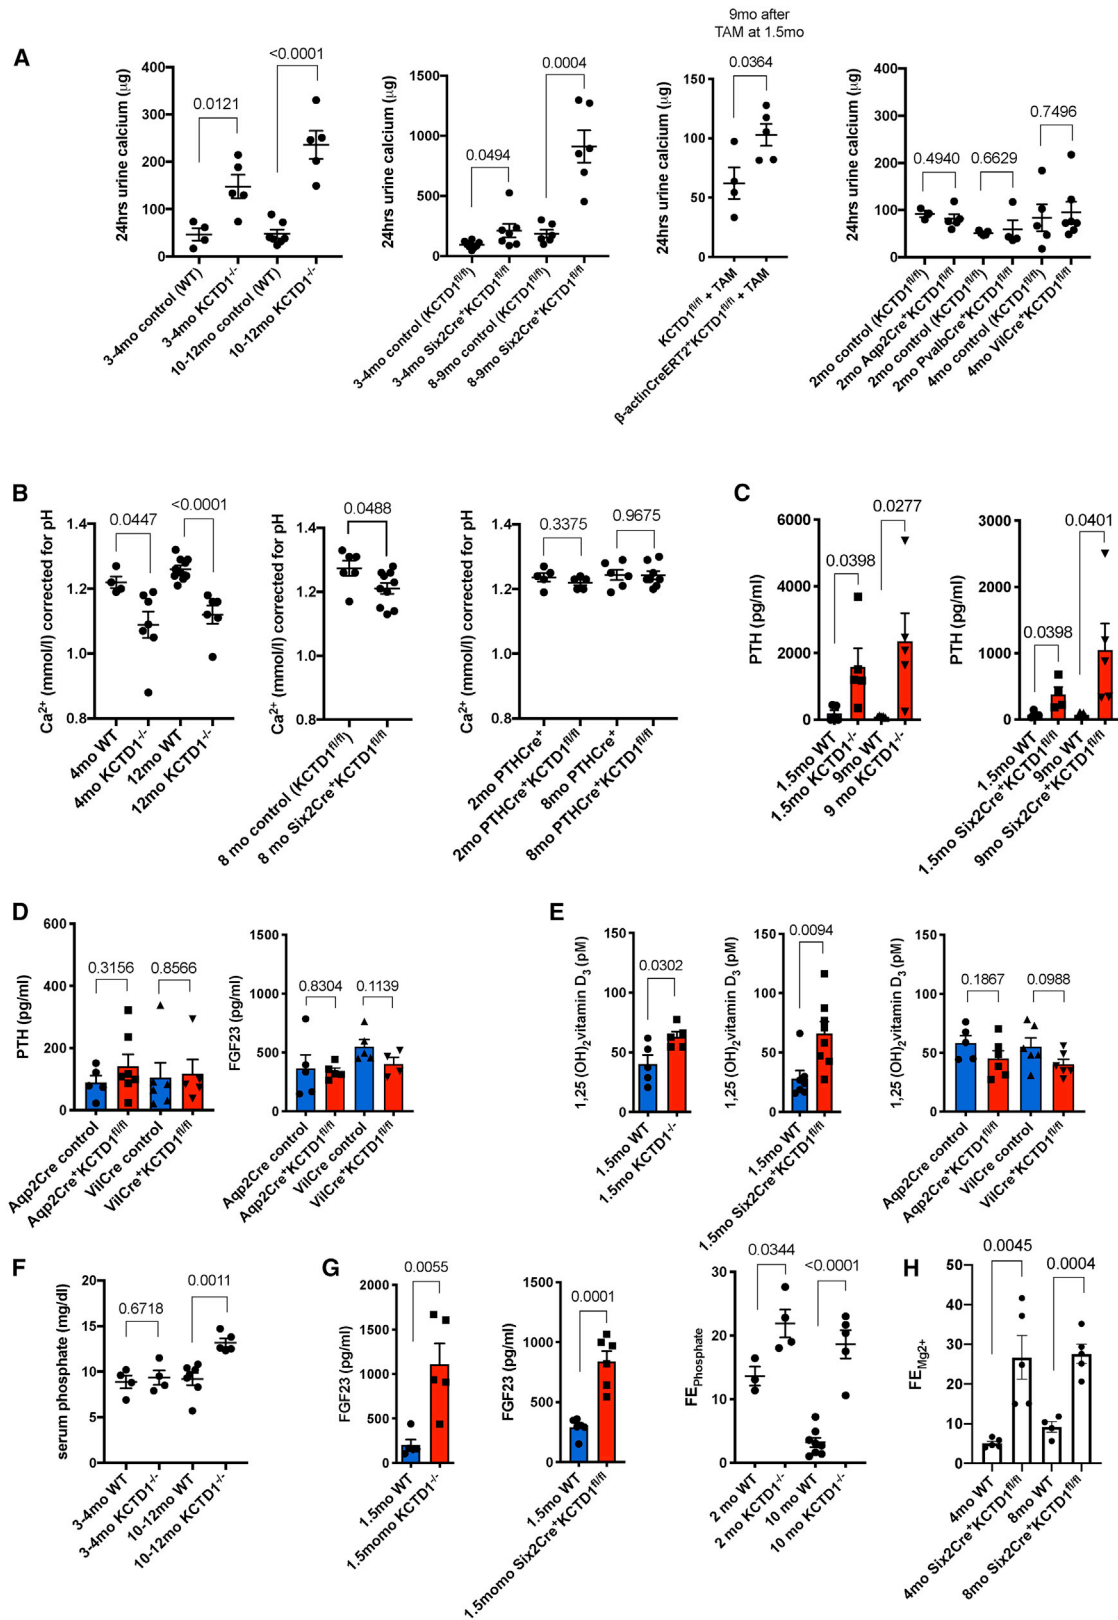 A
24hrs urine calcium (µg)
400
300
200
100
0
0.0121
<0.0001
3-4mo control (WT)
3-4mo KCTD1-/-
10-12mo control (WT)
10-12mo KCTD1-/-
24hrs urine calcium (µg)
1500
1000
500
0
0.0494
0.0004
3-4mo control (KCTD1fl/fl)
3-4mo Six2Cre+KCTD1fl/fl
8-9mo control (KCTD1fl/fl)
8-9mo Six2Cre+KCTD1fl/fl
9mo after
TAM at 1.5mo
24hrs urine calcium (µg)
150
100
50
0
0.0364
KCTD1fl/fl + TAM
β-actinCreERT2+KCTD1fl/fl + TAM
24hrs urine calcium (µg)
400
300
200
100
0
0.4940
0.6629
0.7496
2mo control (KCTD1fl/fl)
2mo Aqp2Cre+KCTD1fl/fl
2mo control (KCTD1fl/fl)
2mo PvalbCre+KCTD1fl/fl
4mo control (KCTD1fl/fl)
4mo VilCre+KCTD1fl/fl
B
Ca2+ (mmol/l) corrected for pH
1.4
1.2
1.0
0.8
0.0447
<0.0001
4mo WT
4mo KCTD1-/-
12mo WT
12mo KCTD1-/-
Ca2+ (mmol/l) corrected for pH
1.4
1.2
1.0
0.8
0.0488
8 mo control (KCTD1fl/fl)
8 mo Six2Cre+KCTD1fl/fl
Ca2+ (mmol/l) corrected for pH
1.4
1.2
1.0
0.8
0.3375
0.9675
2mo PTHCre+
2mo PTHCre+KCTD1fl/fl
8mo PTHCre+
8mo PTHCre+KCTD1fl/fl
C
PTH (pg/ml)
6000
4000
2000
0
0.0398
0.0277
1.5mo WT
1.5mo KCTD1-/-
9mo WT
9 mo KCTD1-/-
PTH (pg/ml)
3000
2000
1000
0
0.0398
0.0401
1.5mo WT
1.5mo Six2Cre+KCTD1fl/fl
9mo WT
9mo Six2Cre+KCTD1fl/fl
D
PTH (pg/ml)
600
400
200
0
0.3156
0.8566
Aqp2Cre control
Aqp2Cre+KCTD1fl/fl
VilCre control
VilCre+KCTD1fl/fl
FGF23 (pg/ml)
1500
1000
500
0
0.8304
0.1139
Aqp2Cre control
Aqp2Cre+KCTD1fl/fl
VilCre control
VilCre+KCTD1fl/fl
E
1,25 (OH)2vitamin D3 (pM)
150
100
50
0
0.0302
1.5mo WT
1.5mo KCTD1-/-
1,25 (OH)2vitamin D3 (pM)
150
100
50
0
0.0094
1.5mo WT
1.5mo Six2Cre+KCTD1fl/fl
1,25 (OH)2vitamin D3 (pM)
150
100
50
0
0.1867
0.0988
Aqp2Cre control
Aqp2Cre+KCTD1fl/fl
VilCre control
VilCre+KCTD1fl/fl
F
serum phosphate (mg/dl)
20
15
10
5
0
0.6718
0.0011
3-4mo WT
3-4mo KCTD1-/-
10-12mo WT
10-12mo KCTD1-/-
G
FGF23 (pg/ml)
2000
1500
1000
500
0
0.0055
1.5mo WT
1.5momo KCTD1-/-
FGF23 (pg/ml)
1500
1000
500
0
0.0001
1.5mo WT
1.5momo Six2Cre+KCTD1fl/fl
FEPhosphate
30
20
10
0
0.0344
<0.0001
2 mo WT
2 mo KCTD1-/-
10 mo WT
10 mo KCTD1-/-
H
FEMg2+
50
40
30
20
10
0
0.0045
0.0004
4mo WT
4mo Six2Cre+KCTD1fl/fl
8mo WT
8mo Six2Cre+KCTD1fl/fl